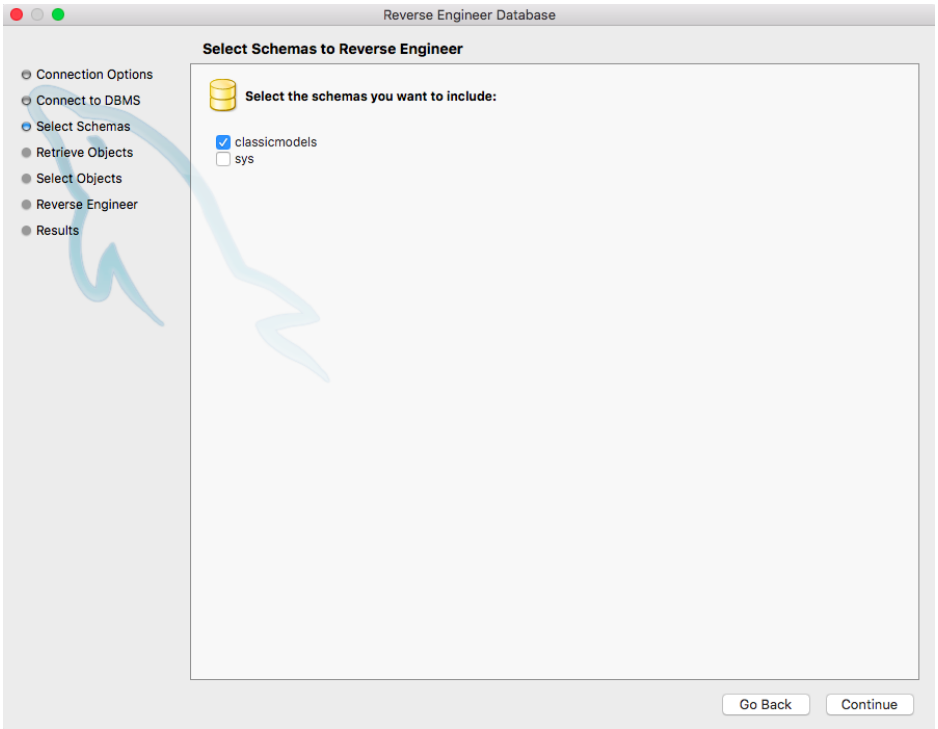 Reverse Engineer Database
Select Schemas to Reverse Engineer
Connection Options
Connect to DBMS
Select Schemas
Retrieve Objects
Select Objects
Reverse Engineer
Results
Select the schemas you want to include:
classicmodels
sys
Go Back
Continue